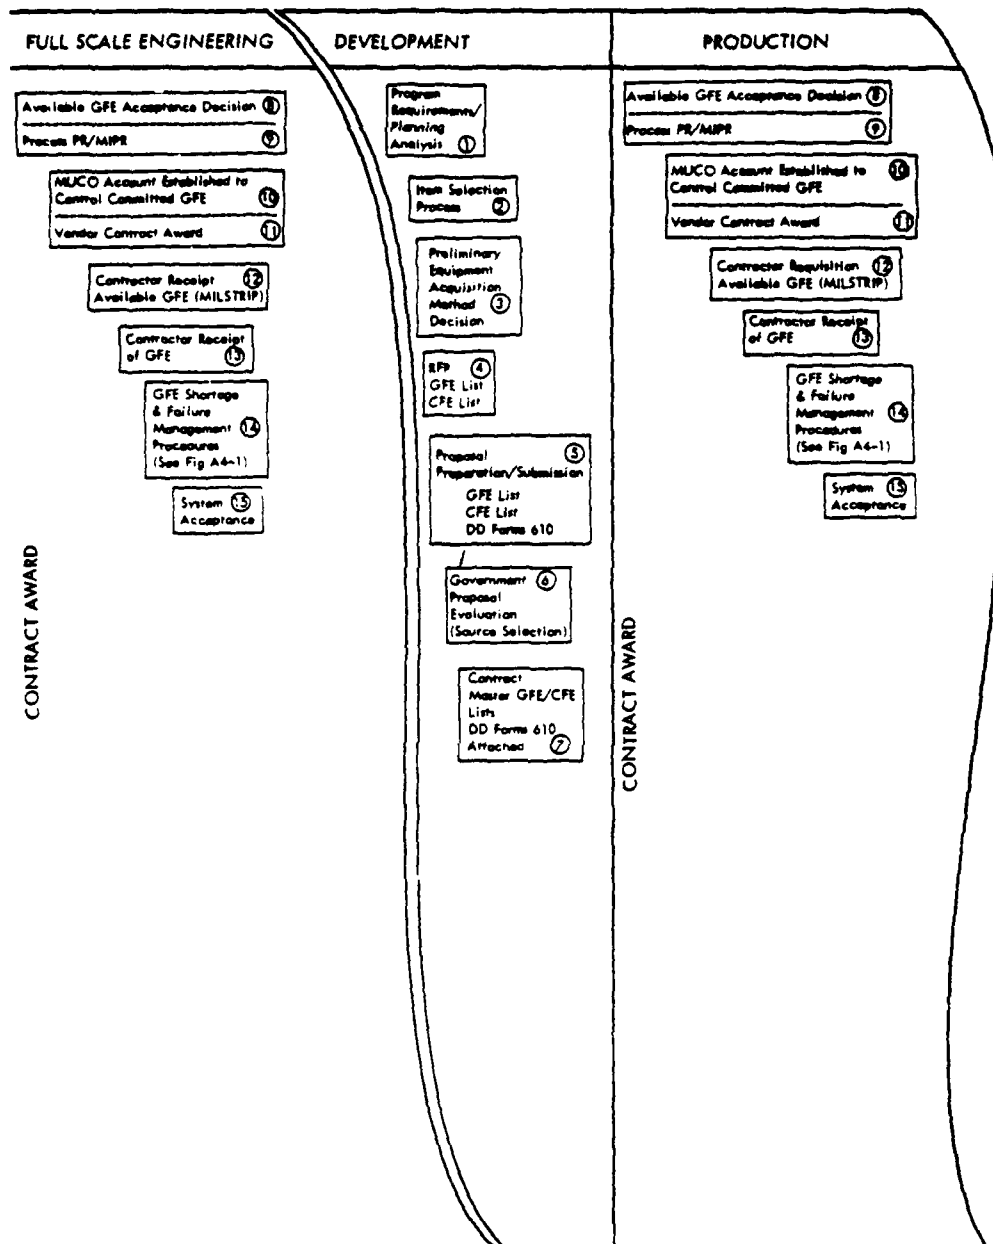 FULL SCALE ENGINEERING DEVELOPMENT PRODUCTION
Available GFE Acceptance Decision 8
Process PR/MIPR 9
MUCO Account Established to
Control Committed GFE 10
Vendor Contract Award 11
Contractor Receipt 12
Available GFE (MILSTRIP)
Contractor Receipt
of GFE 13
GFE Shortage
& Failure
Management 14
Procedures
(See Fig A4-1)
System 15
Acceptance
CONTRACT AWARD
Program
Requirements/
Planning
Analysis 1
Item Selection
Process 2
Preliminary
Equipment
Acquisition
Method 3
Decision
RFP 4
GFE List
CFE List
Proposal 5
Preparation/Submission
GFE List
CFE List
DD Forms 610
Government 6
Proposal
Evaluation
(Source Selection)
Contract
Master GFE/CFE
Lists
DD Forms 610
Attached 7
CONTRACT AWARD
Available GFE Acceptance Decision 8
Process PR/MIPR 9
MUCO Account Established to 10
Control Committed GFE
Vendor Contract Award 11
Contractor Requisition 12
Available GFE (MILSTRIP)
Contractor Receipt
of GFE 13
GFE Shortage
& Failure
Management 14
Procedures
(See Fig A4-1)
System 15
Acceptance